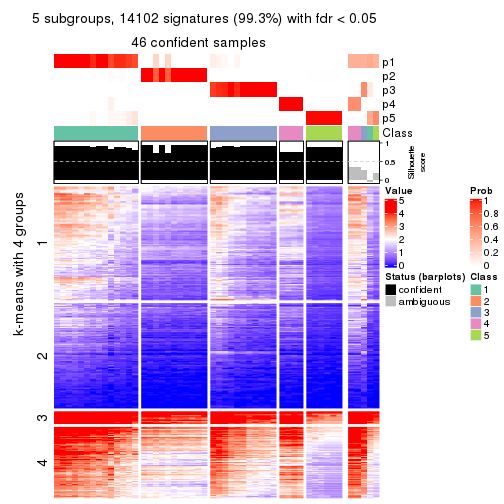 5 subgroups, 14102 signatures (99.3%) with fdr < 0.05
46 confident samples
p1
p2
p3
p4
p5
Class
1
0.5
0
Silhouette
score
k-means with 4 groups
1
2
3
4
Value
5
4
3
2
1
0
Prob
1
0.8
0.6
0.4
0.2
0
Status (barplots)
confident
ambiguous
Class
1
2
3
4
5